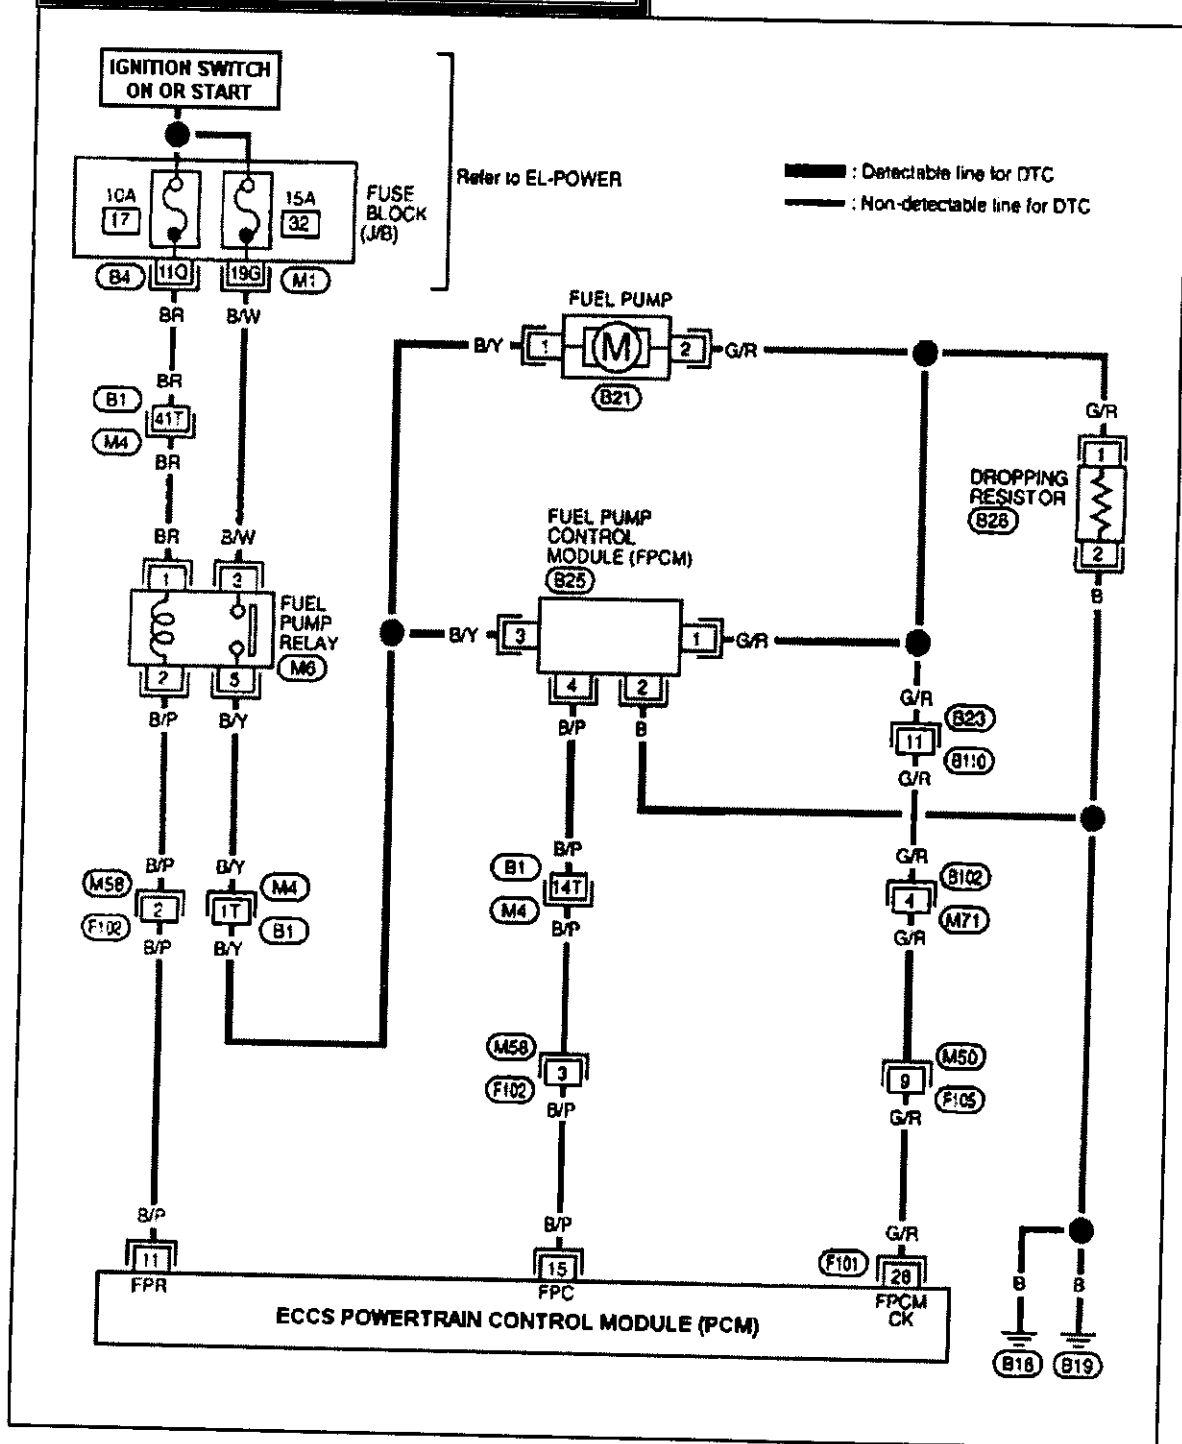 IGNITION SWITCH
ON OR START
10A
17
15A
32
FUSE
BLOCK
(J/B)
Refer to EL-POWER
: Detectable line for DTC
: Non-detectable line for DTC
B4
11Q
19G
M1
BR
B/W
BR
B1
41T
M4
BR
BR
B/W
1
3
FUEL
PUMP
RELAY
M6
2
5
B/P
B/Y
B/P
B/Y
M58
2
F102
1T
M4
B1
B/P
B/Y
B/P
11
FPR
FUEL PUMP
B/Y
1
M
2
G/R
B21
G/R
1
DROPPING
RESISTOR
B28
2
B
FUEL PUMP
CONTROL
MODULE (FPCM)
B25
B/Y
3
1
G/R
4
2
B/P
B
G/R
B23
11
B110
G/R
B/P
B1
14T
M4
B/P
G/R
B102
4
M71
G/R
M58
3
F102
B/P
M50
9
F105
G/R
B/P
15
FPC
G/R
F101
28
FPCM
CK
ECCS POWERTRAIN CONTROL MODULE (PCM)
B
B
B18
B19